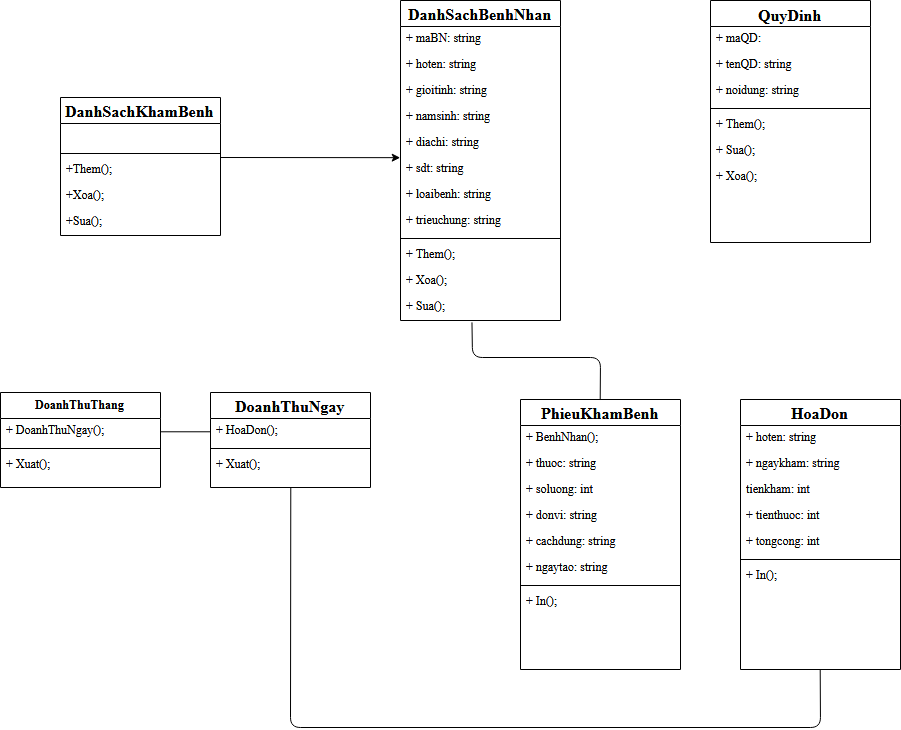 DanhSachBenhNhan
+ maBN: string
+ hoten: string
+ gioitinh: string
+ namsinh: string
+ diachi: string
+ sdt: string
+ loaibenh: string
+ trieuchung: string
+ Them();
+ Xoa();
+ Sua();
QuyDinh
+ maQD:
+ tenQD: string
+ noidung: string
+ Them();
+ Sua();
+ Xoa();
DanhSachKhamBenh
+Them();
+Xoa();
+Sua();
DoanhThuThang
+ DoanhThuNgay();
+ Xuat();
DoanhThuNgay
+ HoaDon();
+ Xuat();
PhieuKhamBenh
+ BenhNhan();
+ thuoc: string
+ soluong: int
+ donvi: string
+ cachdung: string
+ ngaytao: string
+ In();
HoaDon
+ hoten: string
+ ngaykham: string
tienkham: int
+ tienthuoc: int
+ tongcong: int
+ In();